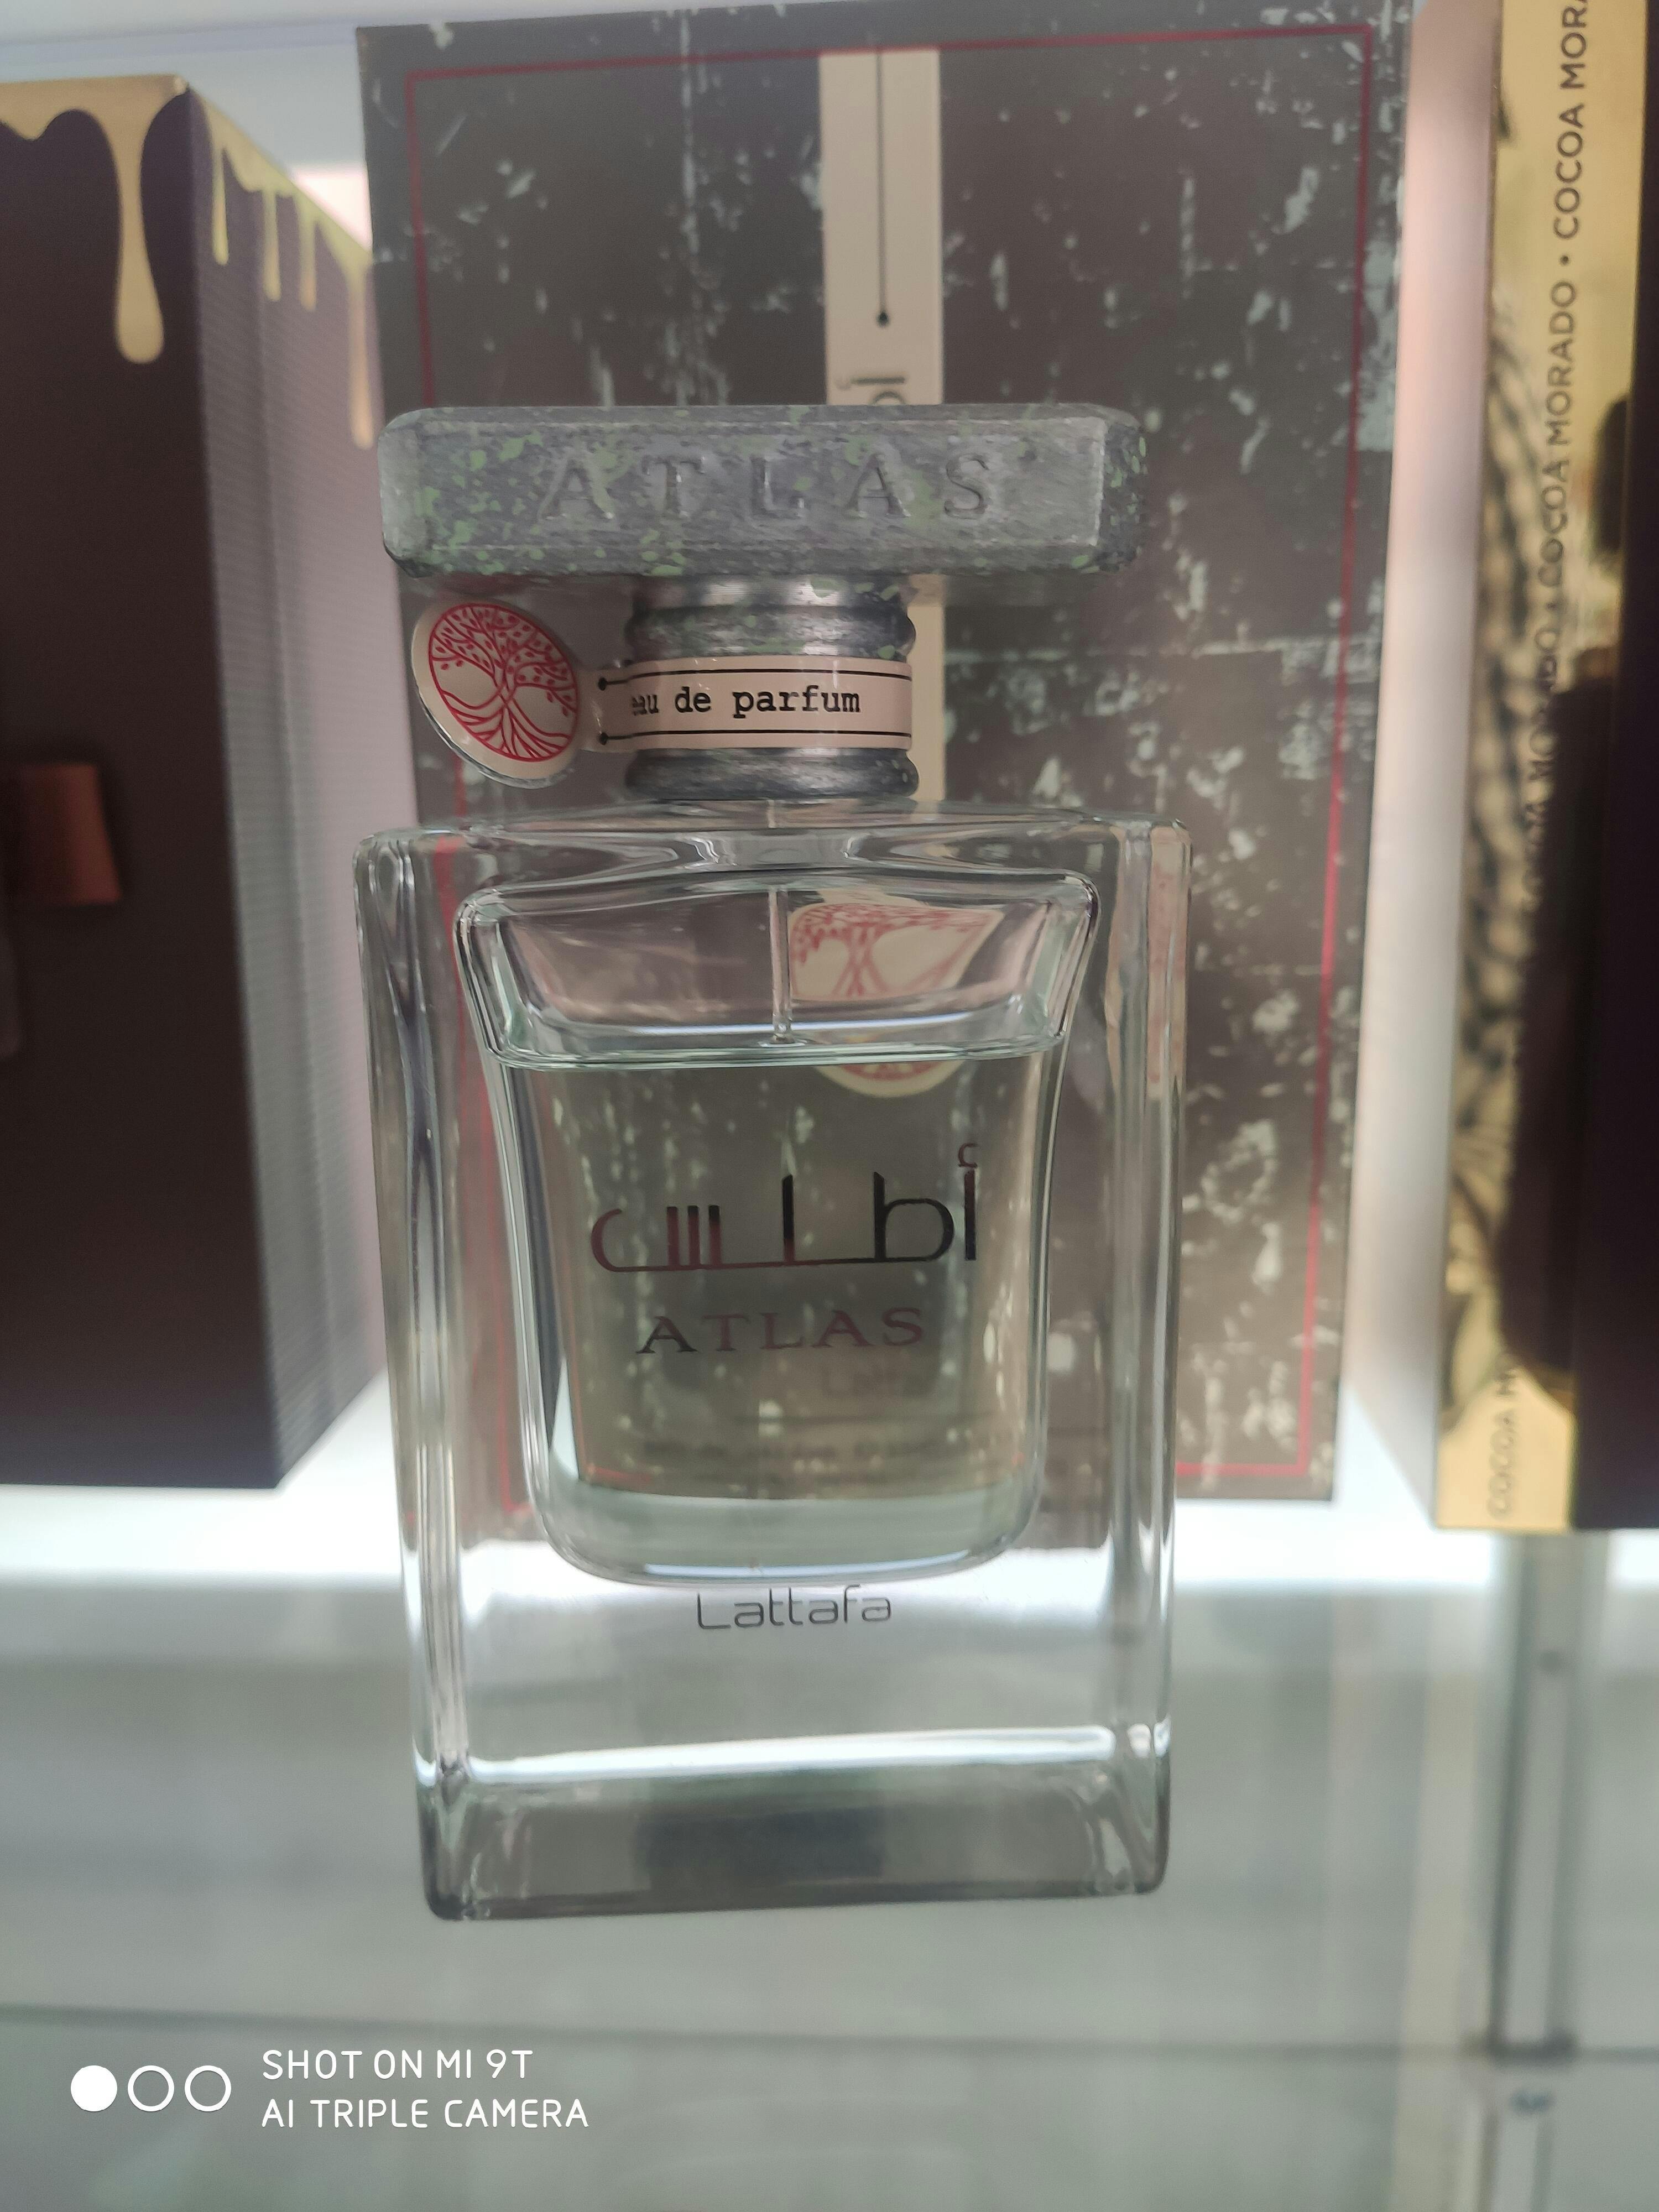 COCOA MORADO • COCOA MORA
ATLAS
eau de parfum
أطلس
ATLAS
Lattafa
SHOT ON MI 9T
AI TRIPLE CAMERA